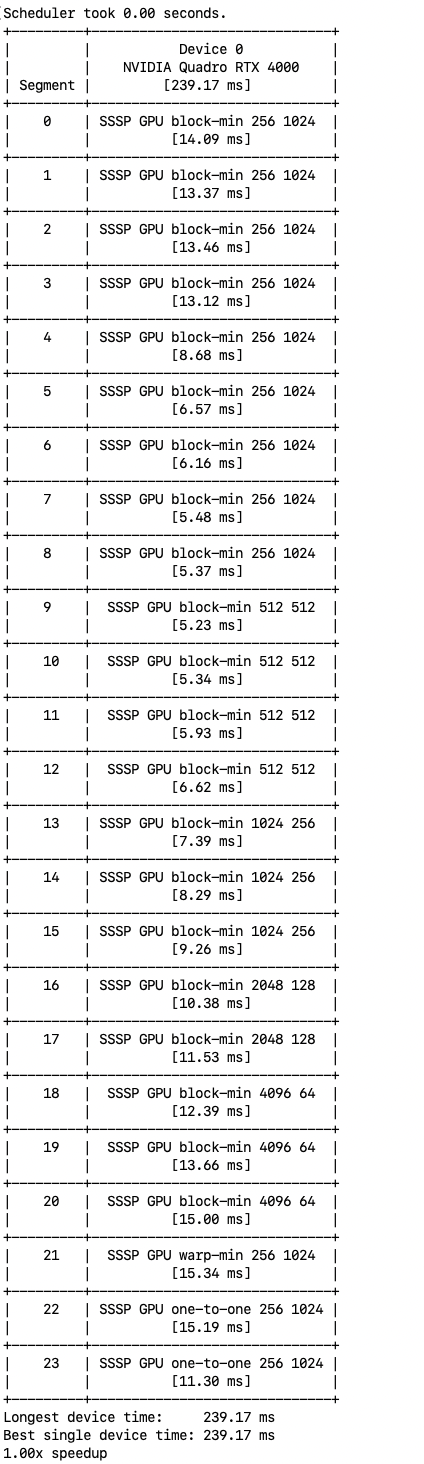 Scheduler took 0.00 seconds.
+---------+------------------------------+
|         |           Device 0           |
|         |    NVIDIA Quadro RTX 4000    |
| Segment |         [239.17 ms]          |
+---------+------------------------------+
|    0    | SSSP GPU block-min 256 1024  |
|         |          [14.09 ms]          |
+---------+------------------------------+
|    1    | SSSP GPU block-min 256 1024  |
|         |          [13.37 ms]          |
+---------+------------------------------+
|    2    | SSSP GPU block-min 256 1024  |
|         |          [13.46 ms]          |
+---------+------------------------------+
|    3    | SSSP GPU block-min 256 1024  |
|         |          [13.12 ms]          |
+---------+------------------------------+
|    4    | SSSP GPU block-min 256 1024  |
|         |          [8.68 ms]           |
+---------+------------------------------+
|    5    | SSSP GPU block-min 256 1024  |
|         |          [6.57 ms]           |
+---------+------------------------------+
|    6    | SSSP GPU block-min 256 1024  |
|         |          [6.16 ms]           |
+---------+------------------------------+
|    7    | SSSP GPU block-min 256 1024  |
|         |          [5.48 ms]           |
+---------+------------------------------+
|    8    | SSSP GPU block-min 256 1024  |
|         |          [5.37 ms]           |
+---------+------------------------------+
|    9    |  SSSP GPU block-min 512 512  |
|         |          [5.23 ms]           |
+---------+------------------------------+
|    10   |  SSSP GPU block-min 512 512  |
|         |          [5.34 ms]           |
+---------+------------------------------+
|    11   |  SSSP GPU block-min 512 512  |
|         |          [5.93 ms]           |
+---------+------------------------------+
|    12   |  SSSP GPU block-min 512 512  |
|         |          [6.62 ms]           |
+---------+------------------------------+
|    13   | SSSP GPU block-min 1024 256  |
|         |          [7.39 ms]           |
+---------+------------------------------+
|    14   | SSSP GPU block-min 1024 256  |
|         |          [8.29 ms]           |
+---------+------------------------------+
|    15   | SSSP GPU block-min 1024 256  |
|         |          [9.26 ms]           |
+---------+------------------------------+
|    16   | SSSP GPU block-min 2048 128  |
|         |          [10.38 ms]          |
+---------+------------------------------+
|    17   | SSSP GPU block-min 2048 128  |
|         |          [11.53 ms]          |
+---------+------------------------------+
|    18   |  SSSP GPU block-min 4096 64  |
|         |          [12.39 ms]          |
+---------+------------------------------+
|    19   |  SSSP GPU block-min 4096 64  |
|         |          [13.66 ms]          |
+---------+------------------------------+
|    20   |  SSSP GPU block-min 4096 64  |
|         |          [15.00 ms]          |
+---------+------------------------------+
|    21   |  SSSP GPU warp-min 256 1024  |
|         |          [15.34 ms]          |
+---------+------------------------------+
|    22   | SSSP GPU one-to-one 256 1024 |
|         |          [15.19 ms]          |
+---------+------------------------------+
|    23   | SSSP GPU one-to-one 256 1024 |
|         |          [11.30 ms]          |
+---------+------------------------------+
Longest device time:     239.17 ms
Best single device time: 239.17 ms
1.00x speedup